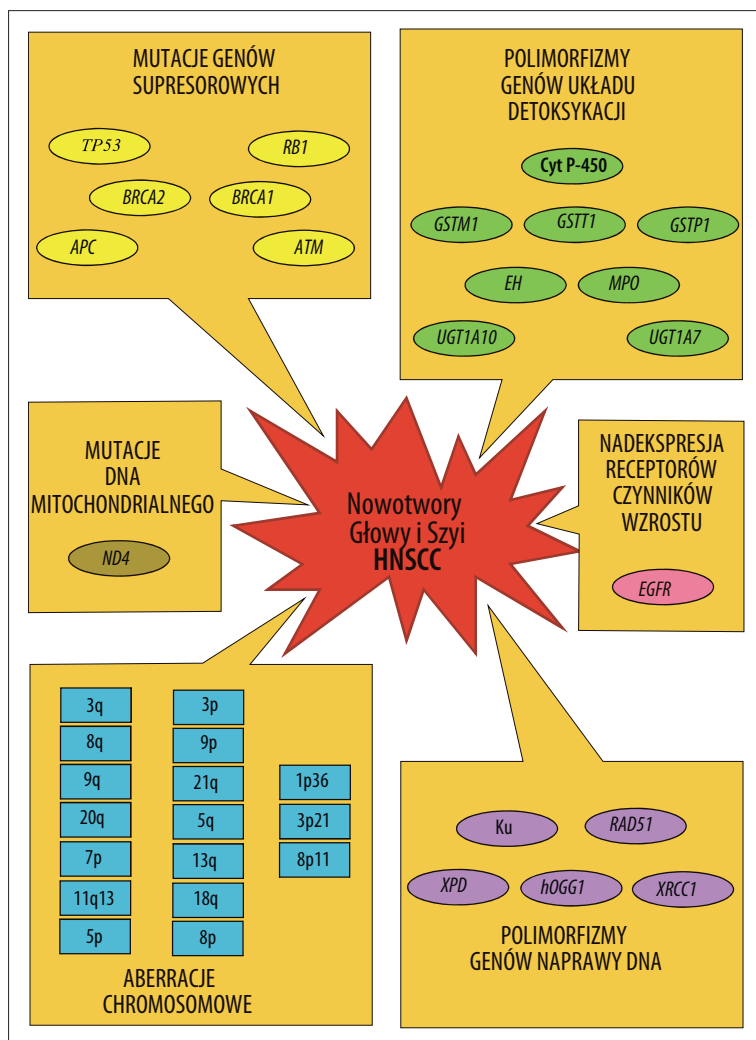 MUTACJE GENÓW
SUPRESOROWYCH
TP53
RB1
BRCA2
BRCA1
APC
ATM
POLIMORFIZMY
GENÓW UKŁADU
DETOKSYKACJI
Cyt P-450
GSTM1
GSTT1
GSTP1
EH
MPO
UGT1A10
UGT1A7
MUTACJE
DNA
MITOCHONDRIALNEGO
ND4
Nowotwory
Głowy i Szyi
HNSCC
NADEKSPRESJA
RECEPTORÓW
CZYNNIKÓW
WZROSTU
EGFR
3q
8q
9q
20q
7p
11q13
5p
3p
9p
21q
5q
13q
18q
8p
1p36
3p21
8p11
ABERRACJE
CHROMOSOMOWE
Ku
RAD51
XPD
hOGG1
XRCC1
POLIMORFIZMY
GENÓW NAPRAWY DNA